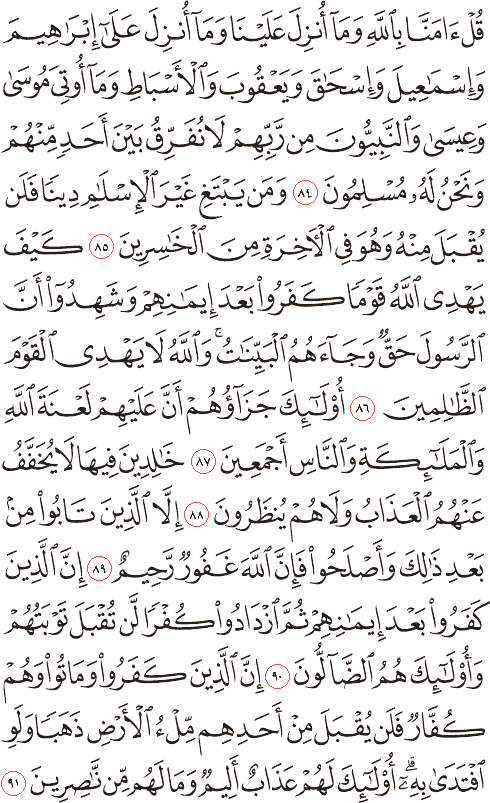 قُلْ ءَامَنَّا بِٱللَّهِ وَمَآ أُنزِلَ عَلَيْنَا وَمَآ أُنزِلَ عَلَىٰٓ إِبْرَٰهِيمَ
وَإِسْمَٰعِيلَ وَإِسْحَٰقَ وَيَعْقُوبَ وَٱلْأَسْبَاطِ وَمَآ أُوتِىَ مُوسَىٰ
وَعِيسَىٰ وَٱلنَّبِيُّونَ مِن رَّبِّهِمْ لَا نُفَرِّقُ بَيْنَ أَحَدٍ مِّنْهُمْ
وَنَحْنُ لَهُۥ مُسْلِمُونَ ٨٤ وَمَن يَبْتَغِ غَيْرَ ٱلْإِسْلَٰمِ دِينًا فَلَن
يُقْبَلَ مِنْهُ وَهُوَ فِى ٱلْأَخِرَةِ مِنَ ٱلْخَٰسِرِينَ ٨٥ كَيْفَ
يَهْدِى ٱللَّهُ قَوْمًا كَفَرُوا۟ بَعْدَ إِيمَٰنِهِمْ وَشَهِدُوٓا۟ أَنَّ
ٱلرَّسُولَ حَقٌّ وَجَآءَهُمُ ٱلْبَيِّنَٰتُ ۚ وَٱللَّهُ لَا يَهْدِى ٱلْقَوْمَ
ٱلظَّٰلِمِينَ ٨٦ أُو۟لَٰٓئِكَ جَزَآؤُهُمْ أَنَّ عَلَيْهِمْ لَعْنَةَ ٱللَّهِ
وَٱلْمَلَٰٓئِكَةِ وَٱلنَّاسِ أَجْمَعِينَ ٨٧ خَٰلِدِينَ فِيهَا لَا يُخَفَّفُ
عَنْهُمُ ٱلْعَذَابُ وَلَا هُمْ يُنظَرُونَ ٨٨ إِلَّا ٱلَّذِينَ تَابُوا۟ مِنۢ
بَعْدِ ذَٰلِكَ وَأَصْلَحُوا۟ فَإِنَّ ٱللَّهَ غَفُورٌ رَّحِيمٌ ٨٩ إِنَّ ٱلَّذِينَ
كَفَرُوا۟ بَعْدَ إِيمَٰنِهِمْ ثُمَّ ٱزْدَادُوا۟ كُفْرًا لَّن تُقْبَلَ تَوْبَتُهُمْ
وَأُو۟لَٰٓئِكَ هُمُ ٱلضَّآلُّونَ ٩٠ إِنَّ ٱلَّذِينَ كَفَرُوا۟ وَمَاتُوا۟ وَهُمْ
كُفَّارٌ فَلَن يُقْبَلَ مِنْ أَحَدِهِم مِّلْءُ ٱلْأَرْضِ ذَهَبًا وَلَوِ
ٱفْتَدَىٰ بِهِۦٓ ۗ أُو۟لَٰٓئِكَ لَهُمْ عَذَابٌ أَلِيمٌ وَمَا لَهُم مِّن نَّٰصِرِينَ ٩١